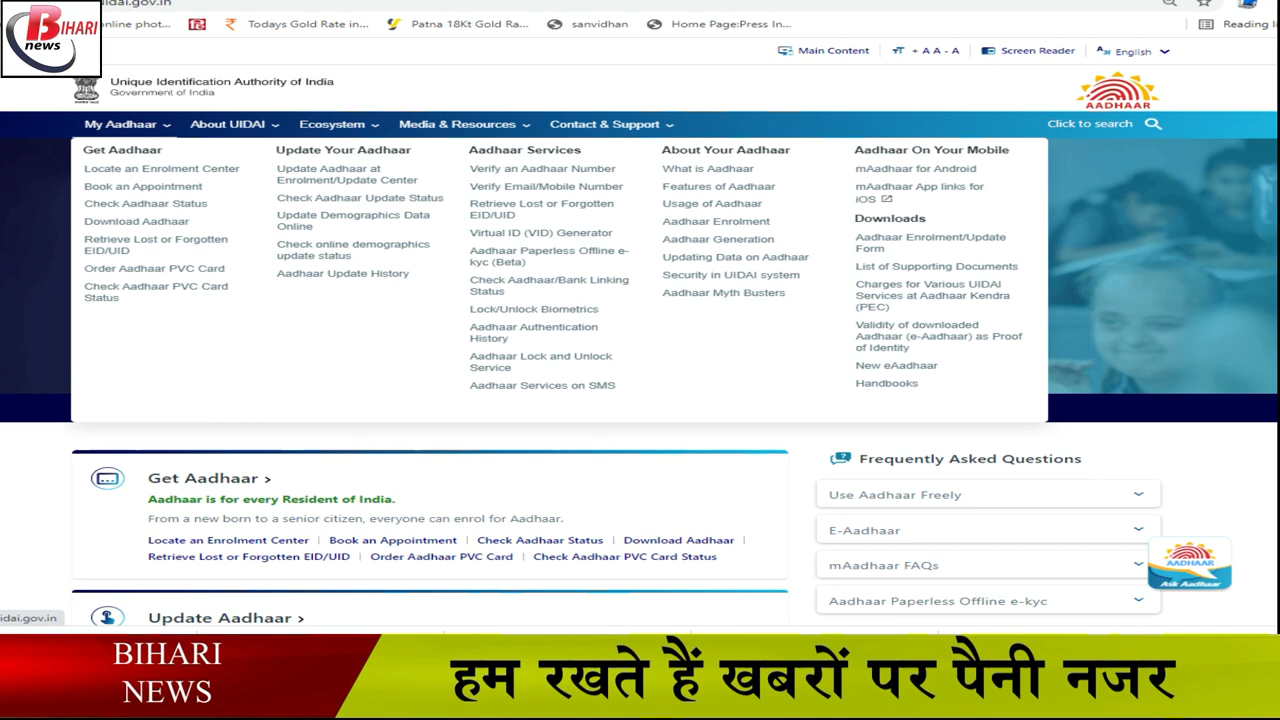 uidai.gov.in
online phot...
Todays Gold Rate in...
Patna 18Kt Gold Ra...
sanvidhan
Home Page:Press In...
Reading
BIHARI
news
Main Content
+ A A - A
Screen Reader
English
Unique Identification Authority of India
Government of India
AADHAAR
My Aadhaar
About UIDAI
Ecosystem
Media & Resources
Contact & Support
Click to search
Get Aadhaar
Locate an Enrolment Center
Book an Appointment
Check Aadhaar Status
Download Aadhaar
Retrieve Lost or Forgotten
EID/UID
Order Aadhaar PVC Card
Check Aadhaar PVC Card
Status
Update Your Aadhaar
Update Aadhaar at
Enrolment/Update Center
Check Aadhaar Update Status
Update Demographics Data
Online
Check online demographics
update status
Aadhaar Update History
Aadhaar Services
Verify an Aadhaar Number
Verify Email/Mobile Number
Retrieve Lost or Forgotten
EID/UID
Virtual ID (VID) Generator
Aadhaar Paperless Offline e-
kyc (Beta)
Check Aadhaar/Bank Linking
Status
Lock/Unlock Biometrics
Aadhaar Authentication
History
Aadhaar Lock and Unlock
Service
Aadhaar Services on SMS
About Your Aadhaar
What is Aadhaar
Features of Aadhaar
Usage of Aadhaar
Aadhaar Enrolment
Aadhaar Generation
Updating Data on Aadhaar
Security in UIDAI system
Aadhaar Myth Busters
Aadhaar On Your Mobile
mAadhaar for Android
mAadhaar App links for
iOS
Downloads
Aadhaar Enrolment/Update
Form
List of Supporting Documents
Charges for Various UIDAI
Services at Aadhaar Kendra
(PEC)
Validity of downloaded
Aadhaar (e-Aadhaar) as Proof
of Identity
New eAadhaar
Handbooks
Get Aadhaar >
Aadhaar is for every Resident of India.
From a new born to a senior citizen, everyone can enrol for Aadhaar.
Locate an Enrolment Center | Book an Appointment | Check Aadhaar Status | Download Aadhaar |
Retrieve Lost or Forgotten EID/UID | Order Aadhaar PVC Card | Check Aadhaar PVC Card Status
Update Aadhaar >
Frequently Asked Questions
Use Aadhaar Freely
E-Aadhaar
mAadhaar FAQs
Aadhaar Paperless Offline e-kyc
AADHAAR
Ask Aadhaar
idai.gov.in
BIHARI
NEWS
हम रखते हैं खबरों पर पैनी नजर